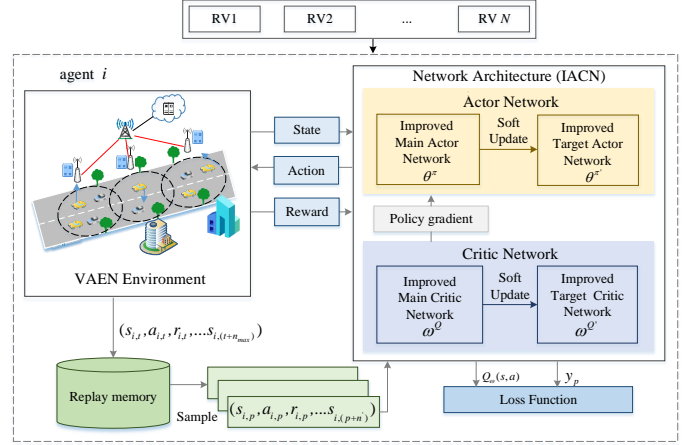 RV1
RV2
...
RV N
agent i
Network Architecture (IACN)
Actor Network
Improved
Main Actor
Network
θ^π
Soft
Update
Improved
Target Actor
Network
θ^π'
State
Action
Reward
Policy gradient
VAEN Environment
Critic Network
Improved
Main Critic
Network
ω^Q
Soft
Update
Improved
Target Critic
Network
ω^Q'
(s_{i,t}, a_{i,t}, r_{i,t}, ...s_{i,(t+n_{max})})
Replay memory
Sample
(s_{i,p}, a_{i,p}, r_{i,p}, ...s_{i,(p+n')})
Q_ω(s,a)
y_p
Loss Function